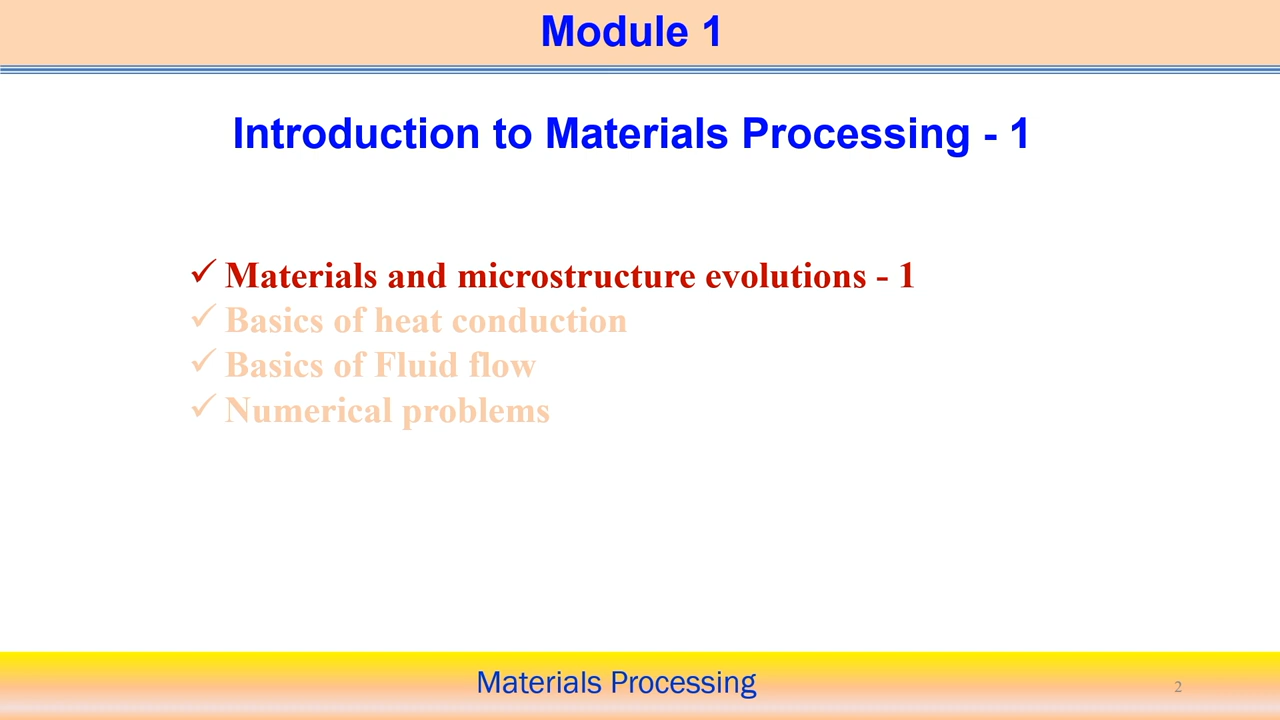 Module 1
Introduction to Materials Processing - 1
✓ Materials and microstructure evolutions - 1
✓ Basics of heat conduction
✓ Basics of Fluid flow
✓ Numerical problems
Materials Processing
2